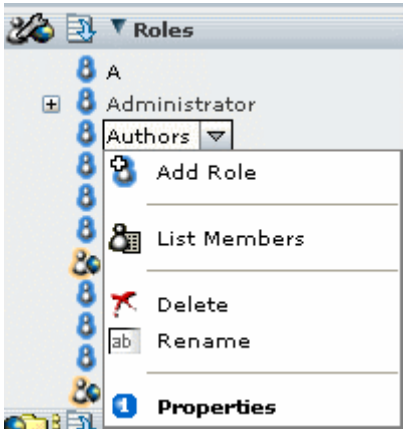 Roles
A
Administrator
Authors
Add Role
List Members
Delete
ab Rename
Properties